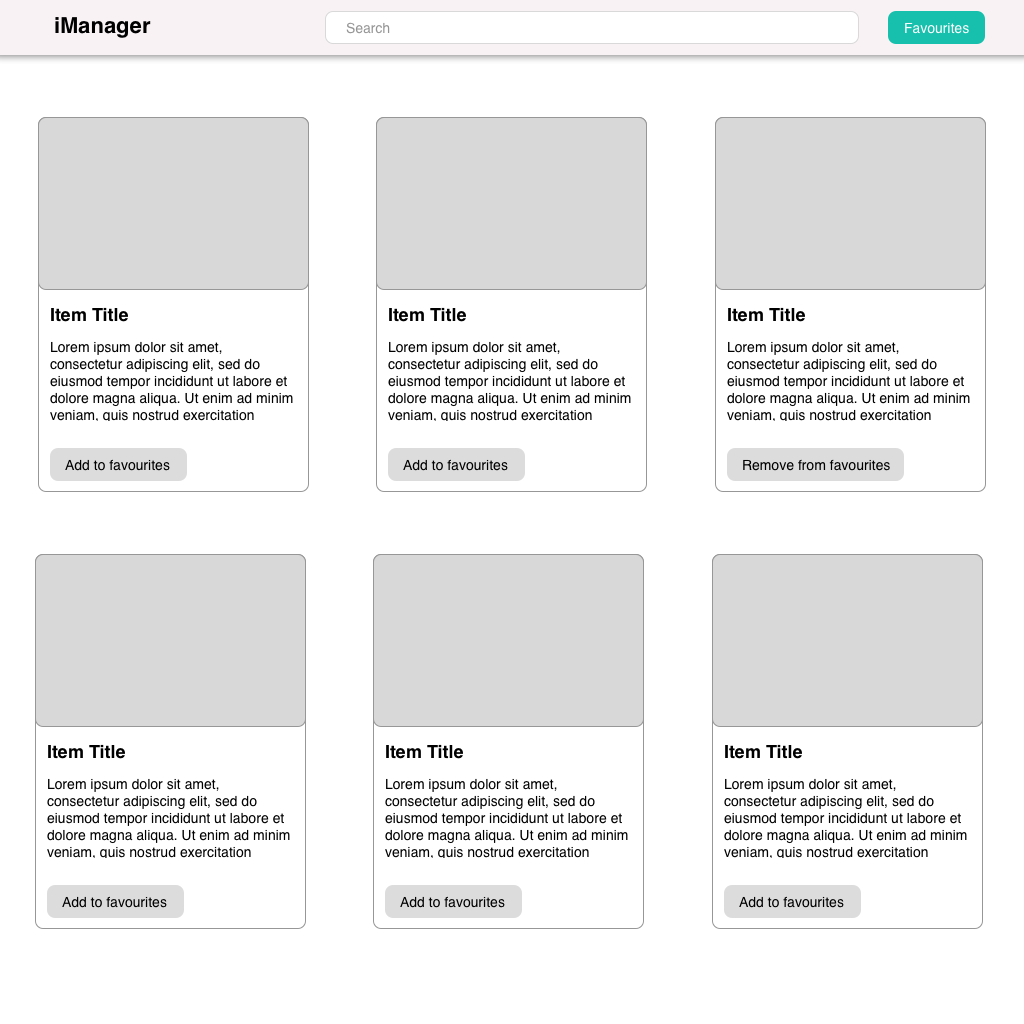 iManager
Search
Favourites
Item Title
Lorem ipsum dolor sit amet,
consectetur adipiscing elit, sed do
eiusmod tempor incididunt ut labore et
dolore magna aliqua. Ut enim ad minim
veniam, quis nostrud exercitation
Add to favourites
Item Title
Lorem ipsum dolor sit amet,
consectetur adipiscing elit, sed do
eiusmod tempor incididunt ut labore et
dolore magna aliqua. Ut enim ad minim
veniam, quis nostrud exercitation
Add to favourites
Item Title
Lorem ipsum dolor sit amet,
consectetur adipiscing elit, sed do
eiusmod tempor incididunt ut labore et
dolore magna aliqua. Ut enim ad minim
veniam, quis nostrud exercitation
Remove from favourites
Item Title
Lorem ipsum dolor sit amet,
consectetur adipiscing elit, sed do
eiusmod tempor incididunt ut labore et
dolore magna aliqua. Ut enim ad minim
veniam, quis nostrud exercitation
Add to favourites
Item Title
Lorem ipsum dolor sit amet,
consectetur adipiscing elit, sed do
eiusmod tempor incididunt ut labore et
dolore magna aliqua. Ut enim ad minim
veniam, quis nostrud exercitation
Add to favourites
Item Title
Lorem ipsum dolor sit amet,
consectetur adipiscing elit, sed do
eiusmod tempor incididunt ut labore et
dolore magna aliqua. Ut enim ad minim
veniam, quis nostrud exercitation
Add to favourites